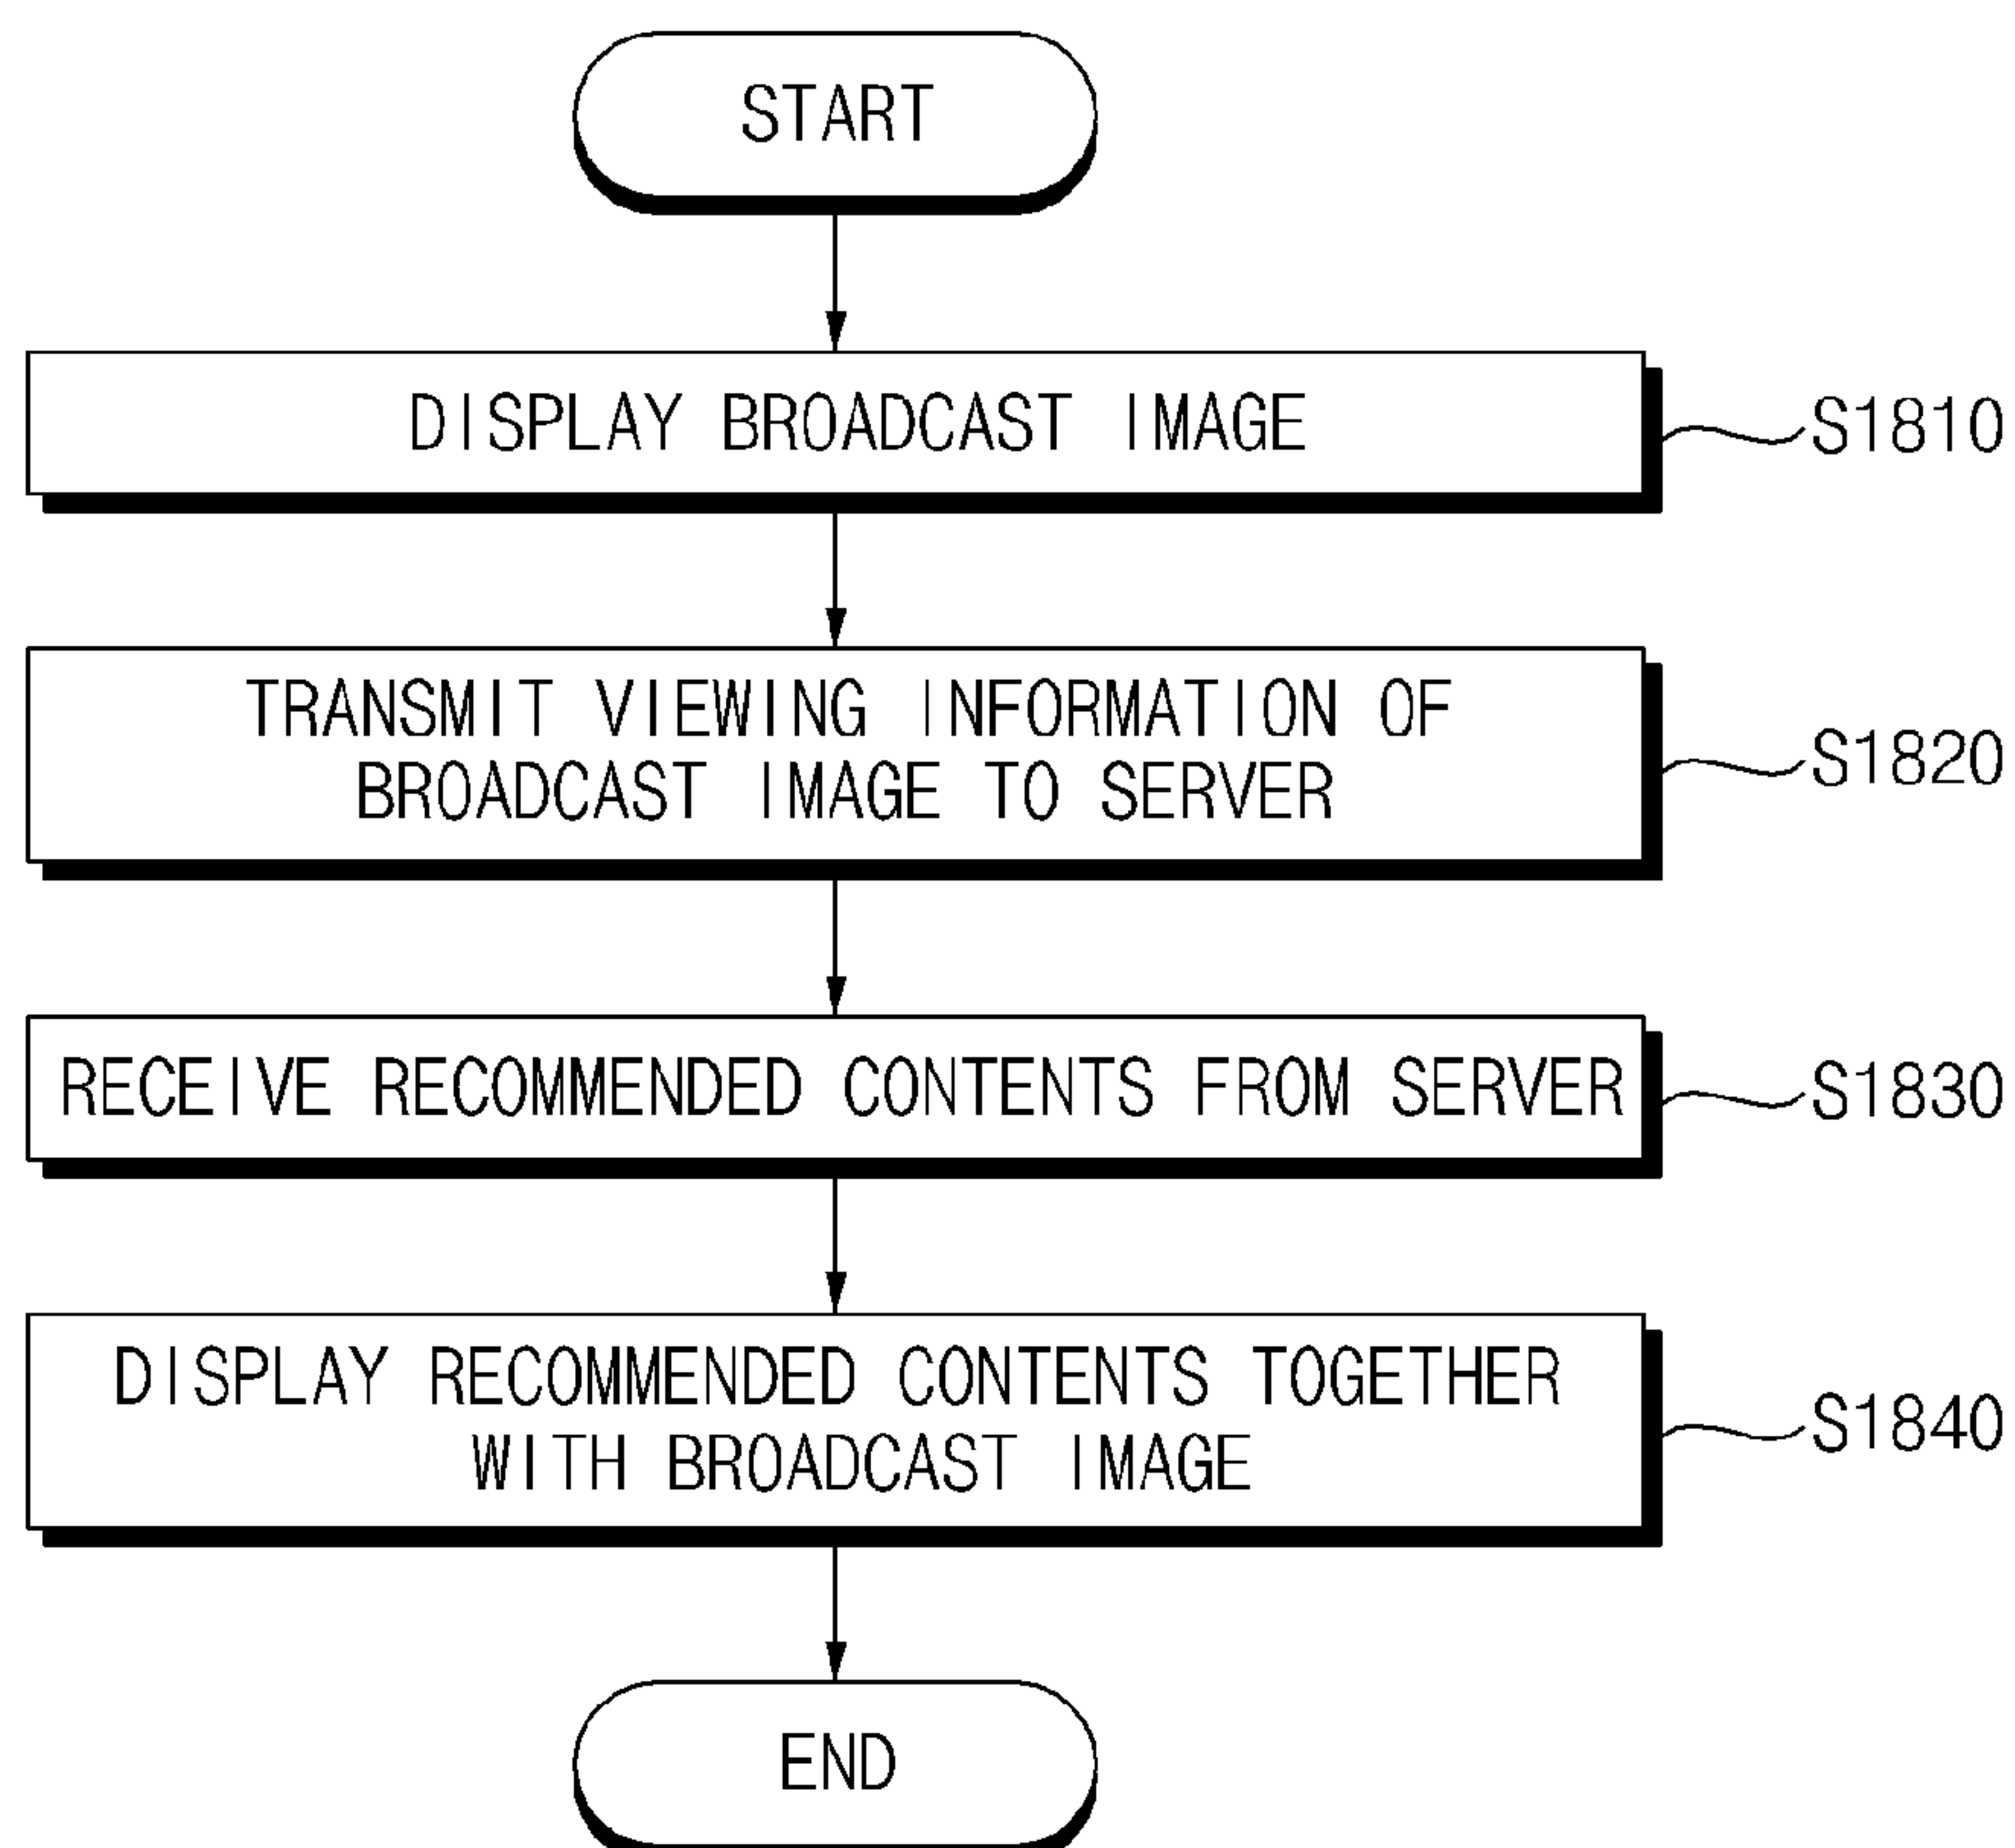 START
DISPLAY BROADCAST IMAGE
S1810
TRANSMIT VIEWING INFORMATION OF
BROADCAST IMAGE TO SERVER
S1820
RECEIVE RECOMMENDED CONTENTS FROM SERVER
S1830
DISPLAY RECOMMENDED CONTENTS TOGETHER
WITH BROADCAST IMAGE
S1840
END